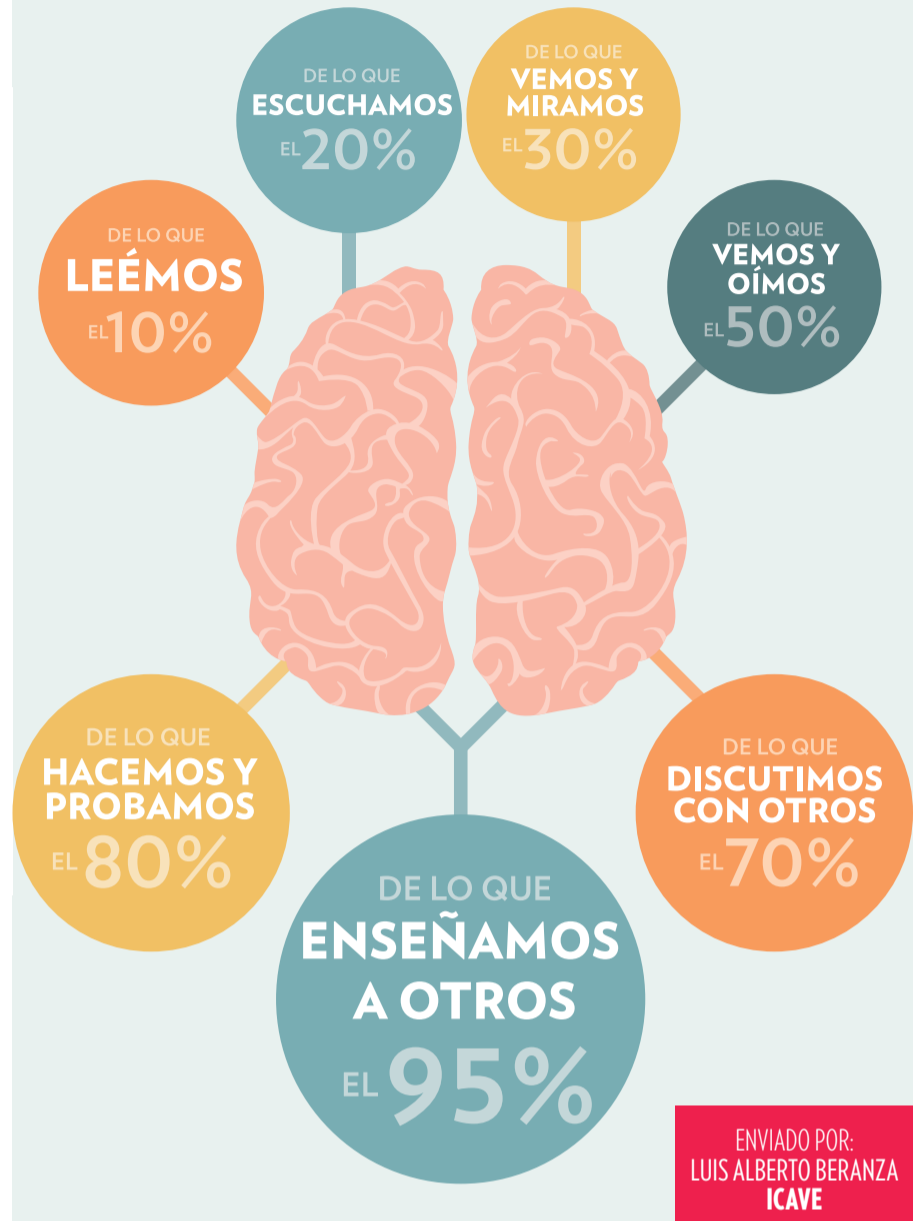 DE LO QUE
LEÉMOS
EL 10%
DE LO QUE
ESCUCHAMOS
EL 20%
DE LO QUE
VEMOS Y
MIRAMOS
EL 30%
DE LO QUE
VEMOS Y
OÍMOS
EL 50%
DE LO QUE
DISCUTIMOS
CON OTROS
EL 70%
DE LO QUE
HACEMOS Y
PROBAMOS
EL 80%
DE LO QUE
ENSEÑAMOS
A OTROS
EL 95%
ENVIADO POR:
LUIS ALBERTO BERANZA
ICAVE